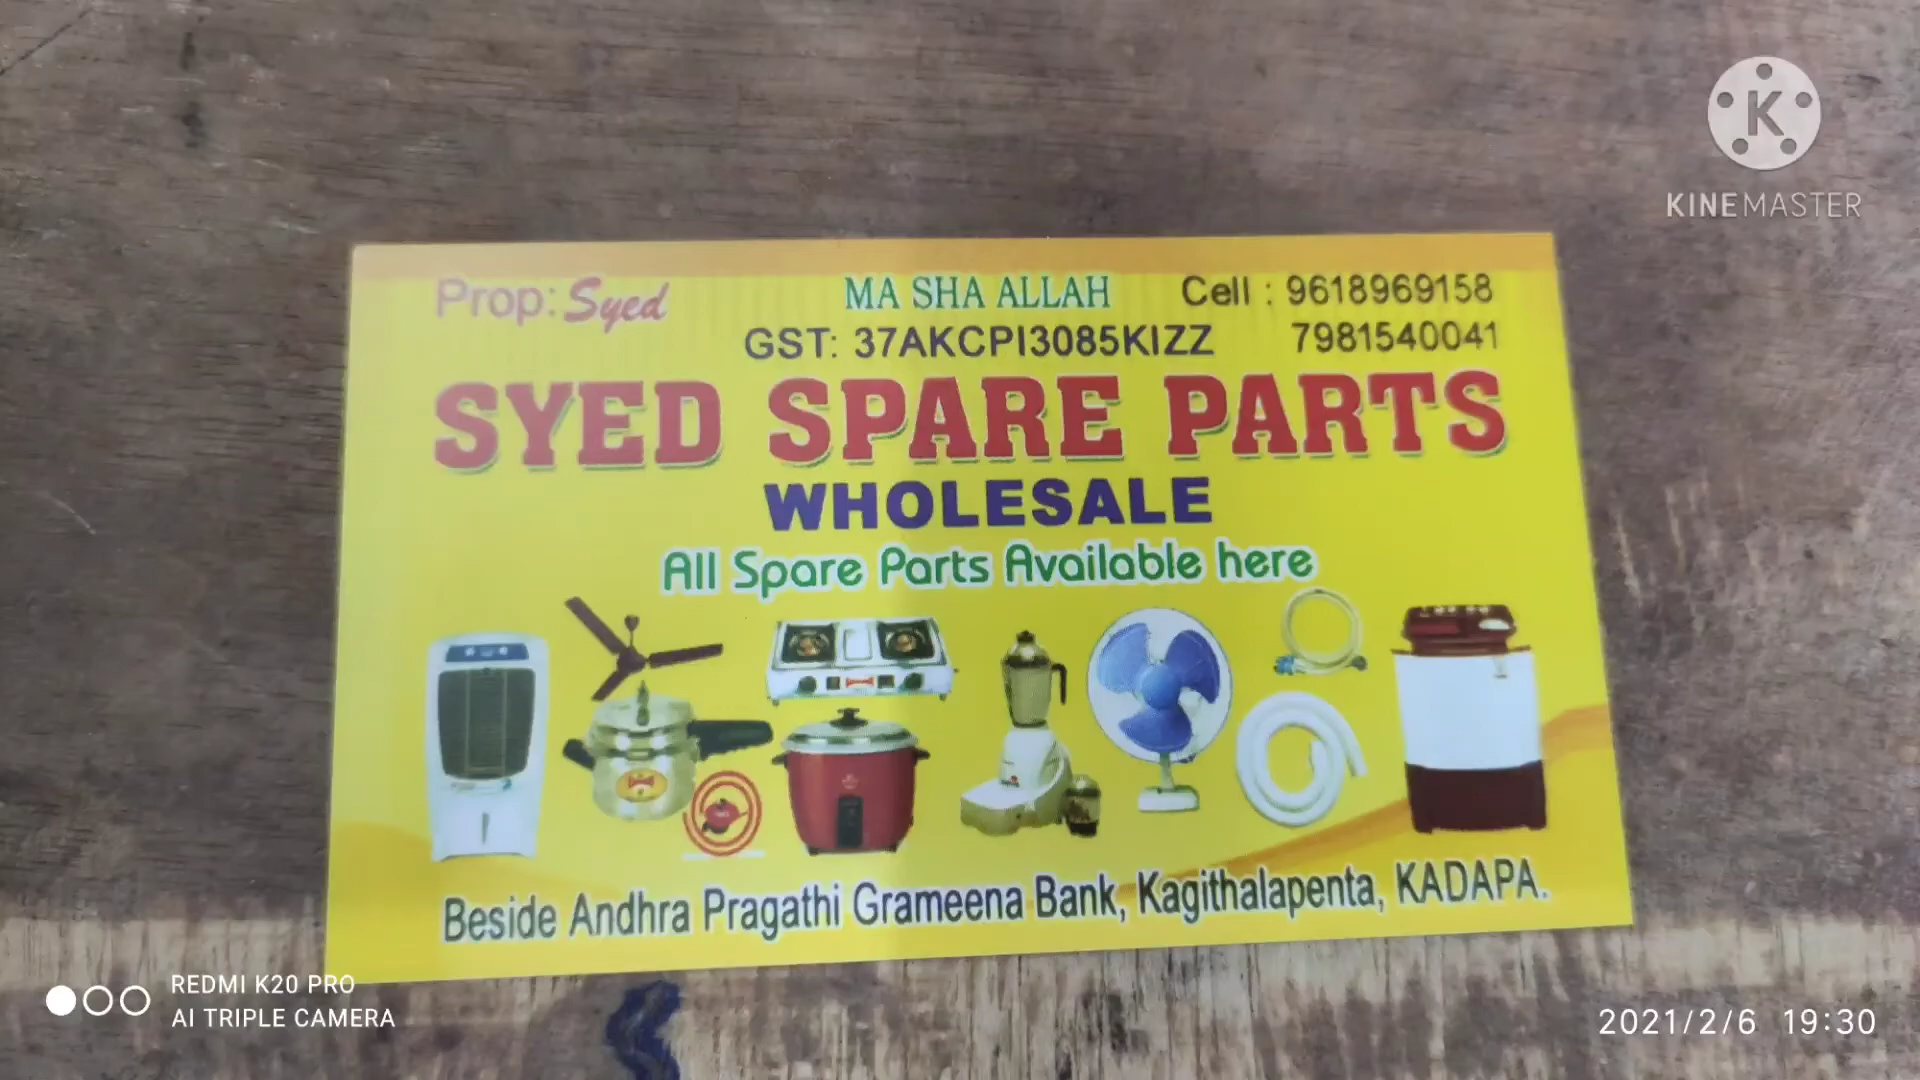 KINEMASTER
Prop: Syed
MA SHA ALLAH
Cell : 9618969158
GST: 37AKCPI3085KIZZ
7981540041
SYED SPARE PARTS
WHOLESALE
All Spare Parts Available here
Beside Andhra Pragathi Grameena Bank, Kagithalapenta, KADAPA.
REDMI K20 PRO
AI TRIPLE CAMERA
2021/2/6 19:30